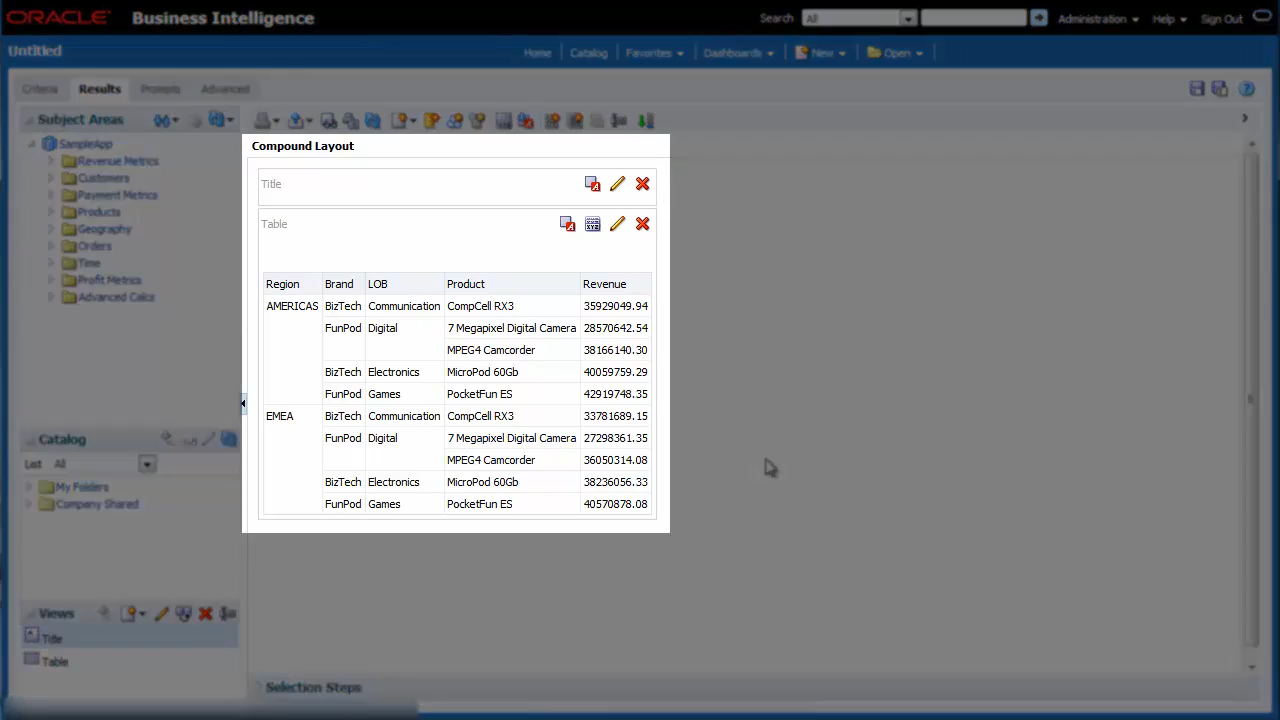 ORACLE Business Intelligence
Search All Administration Help Sign Out
Untitled
Home Catalog Favorites Dashboards New Open
Criteria Results Prompts Advanced
Subject Areas
SampleApp
Revenue Metrics
Customers
Payment Metrics
Products
Geography
Orders
Time
Profit Metrics
Advanced Calcs
Catalog
List All
My Folders
Company Shared
Views
Title
Table
Compound Layout
Title
Table
Region Brand LOB Product Revenue
AMERICAS BizTech Communication CompCell RX3 35929049.94
FunPod Digital 7 Megapixel Digital Camera 28570642.54
MPEG4 Camcorder 38166140.30
BizTech Electronics MicroPod 60Gb 40059759.29
FunPod Games PocketFun ES 42919748.35
EMEA BizTech Communication CompCell RX3 33781689.15
FunPod Digital 7 Megapixel Digital Camera 27298361.35
MPEG4 Camcorder 36050314.08
BizTech Electronics MicroPod 60Gb 38236056.33
FunPod Games PocketFun ES 40570878.08
Selection Steps